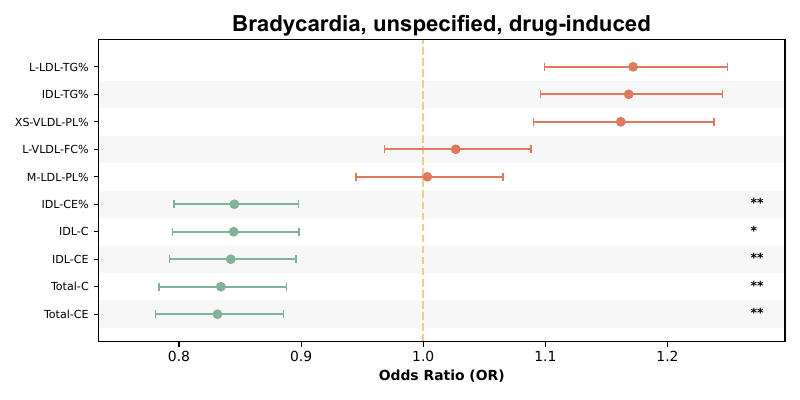 Bradycardia, unspecified, drug-induced
L-LDL-TG%
IDL-TG%
XS-VLDL-PL%
L-VLDL-FC%
M-LDL-PL%
IDL-CE% **
IDL-C *
IDL-CE **
Total-C **
Total-CE **
0.8 0.9 1.0 1.1 1.2
Odds Ratio (OR)